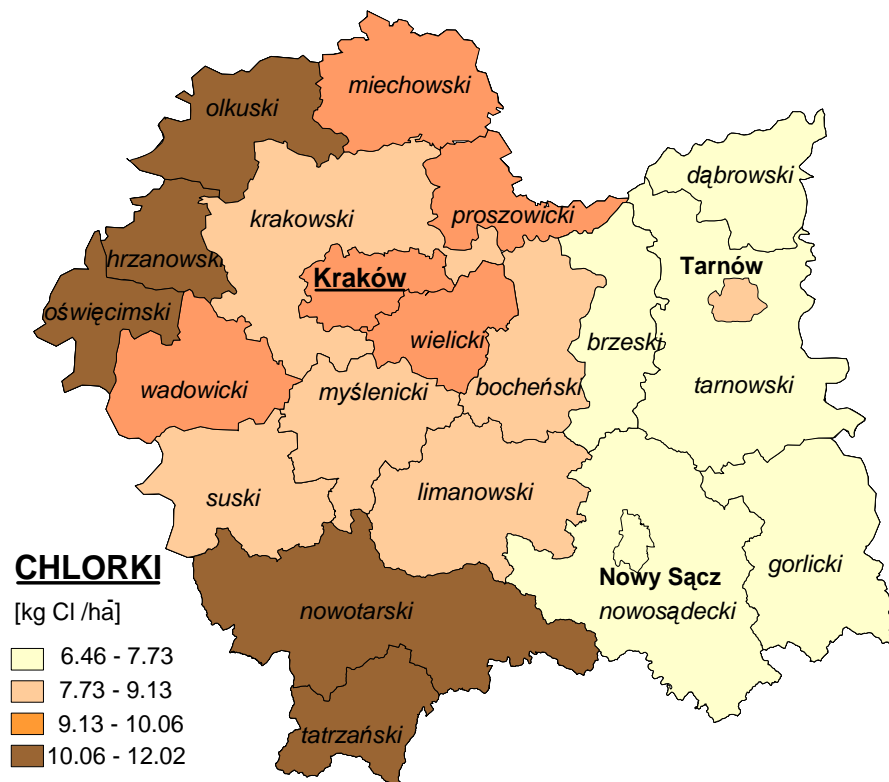 miechowski
olkuski
dąbrowski
krakowski
proszowicki
hrzanowski
Kraków
Tarnów
oświęcimski
wielicki
brzeski
wadowicki
myślenicki
bocheński
tarnowski
suski
limanowski
gorlicki
CHLORKI
Nowy Sącz
[kg Cl /hā]
nowotarski
nowosądecki
6.46 - 7.73
7.73 - 9.13
9.13 - 10.06
10.06 - 12.02
tatrzański